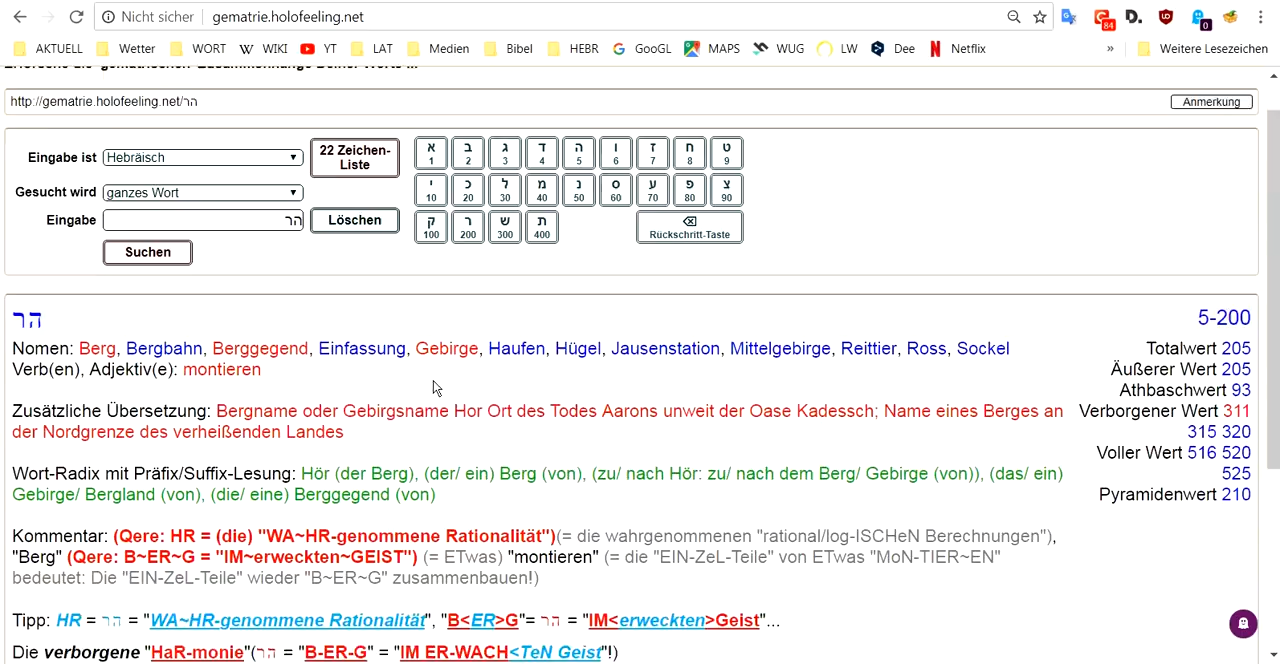 Nicht sicher gematrie.holofeeling.net 84 D. 0
AKTUELL Wetter WORT W WIKI YT LAT Medien Bibel HEBR G GooGL MAPS WUG LW Dee N Netflix » Weitere Lesezeichen
http://gematrie.holofeeling.net/הר Anmerkung
Eingabe ist Hebräisch 22 Zeichen-Liste
Gesucht wird ganzes Wort
Eingabe הר Löschen
Suchen
א ב ג ד ה ו ז ח ט
1 2 3 4 5 6 7 8 9
י כ ל מ נ ס ע פ צ
10 20 30 40 50 60 70 80 90
ק ר ש ת
100 200 300 400 Rückschritt-Taste
הר 5-200
Nomen: Berg, Bergbahn, Berggegend, Einfassung, Gebirge, Haufen, Hügel, Jausenstation, Mittelgebirge, Reittier, Ross, Sockel
Verb(en), Adjektiv(e): montieren
Totalwert 205
Äußerer Wert 205
Athbaschwert 93
Verborgener Wert 311
315 320
Voller Wert 516 520
525
Pyramidenwert 210
Zusätzliche Übersetzung: Bergname oder Gebirgsname Hor Ort des Todes Aarons unweit der Oase Kadessch; Name eines Berges an
der Nordgrenze des verheißenden Landes
Wort-Radix mit Präfix/Suffix-Lesung: Hör (der Berg), (der/ ein) Berg (von), (zu/ nach Hör: zu/ nach dem Berg/ Gebirge (von)), (das/ ein)
Gebirge/ Bergland (von), (die/ eine) Berggegend (von)
Kommentar: (Qere: HR = (die) "WA~HR-genommene Rationalität")(= die wahrgenommenen "rational/log-ISCHeN Berechnungen"),
"Berg" (Qere: B~ER~G = "IM~erweckten~GEIST") (= ETwas) "montieren" (= die "EIN-ZeL-Teile" von ETwas "MoN-TIER~EN"
bedeutet: Die "EIN-ZeL-Teile" wieder "B~ER~G" zusammenbauen!)
Tipp: HR = הר = "WA~HR-genommene Rationalität", "B<ER>G"= הר = "IM<erweckten>Geist"...
Die verborgene "HaR-monie"(הר = "B-ER-G" = "IM ER-WACH<TeN Geist"!)